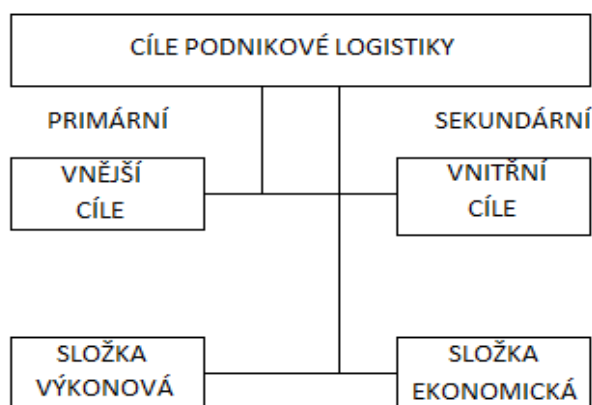 CÍLE PODNIKOVÉ LOGISTIKY
PRIMÁRNÍ
SEKUNDÁRNÍ
VNĚJŠÍ
CÍLE
VNITŘNÍ
CÍLE
SLOŽKA
VÝKONOVÁ
SLOŽKA
EKONOMICKÁ